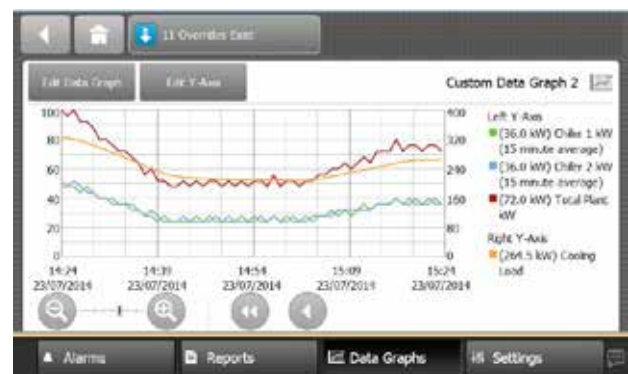 11 Overrides Exist
Edit Data Graph
Edit Y-Axis
Custom Data Graph 2
100
80
60
40
20
0
400
320
240
160
80
0
14:24
23/07/2014
14:39
23/07/2014
14:54
23/07/2014
15:09
23/07/2014
15:24
23/07/2014
Left Y-Axis
(36.0 kW) Chiller 1 kW
(15 minute average)
(36.0 kW) Chiller 2 kW
(15 minute average)
(72.0 kW) Total Plant
kW
Right Y-Axis
(264.5 kW) Cooling
Load
Alarms
Reports
Data Graphs
Settings